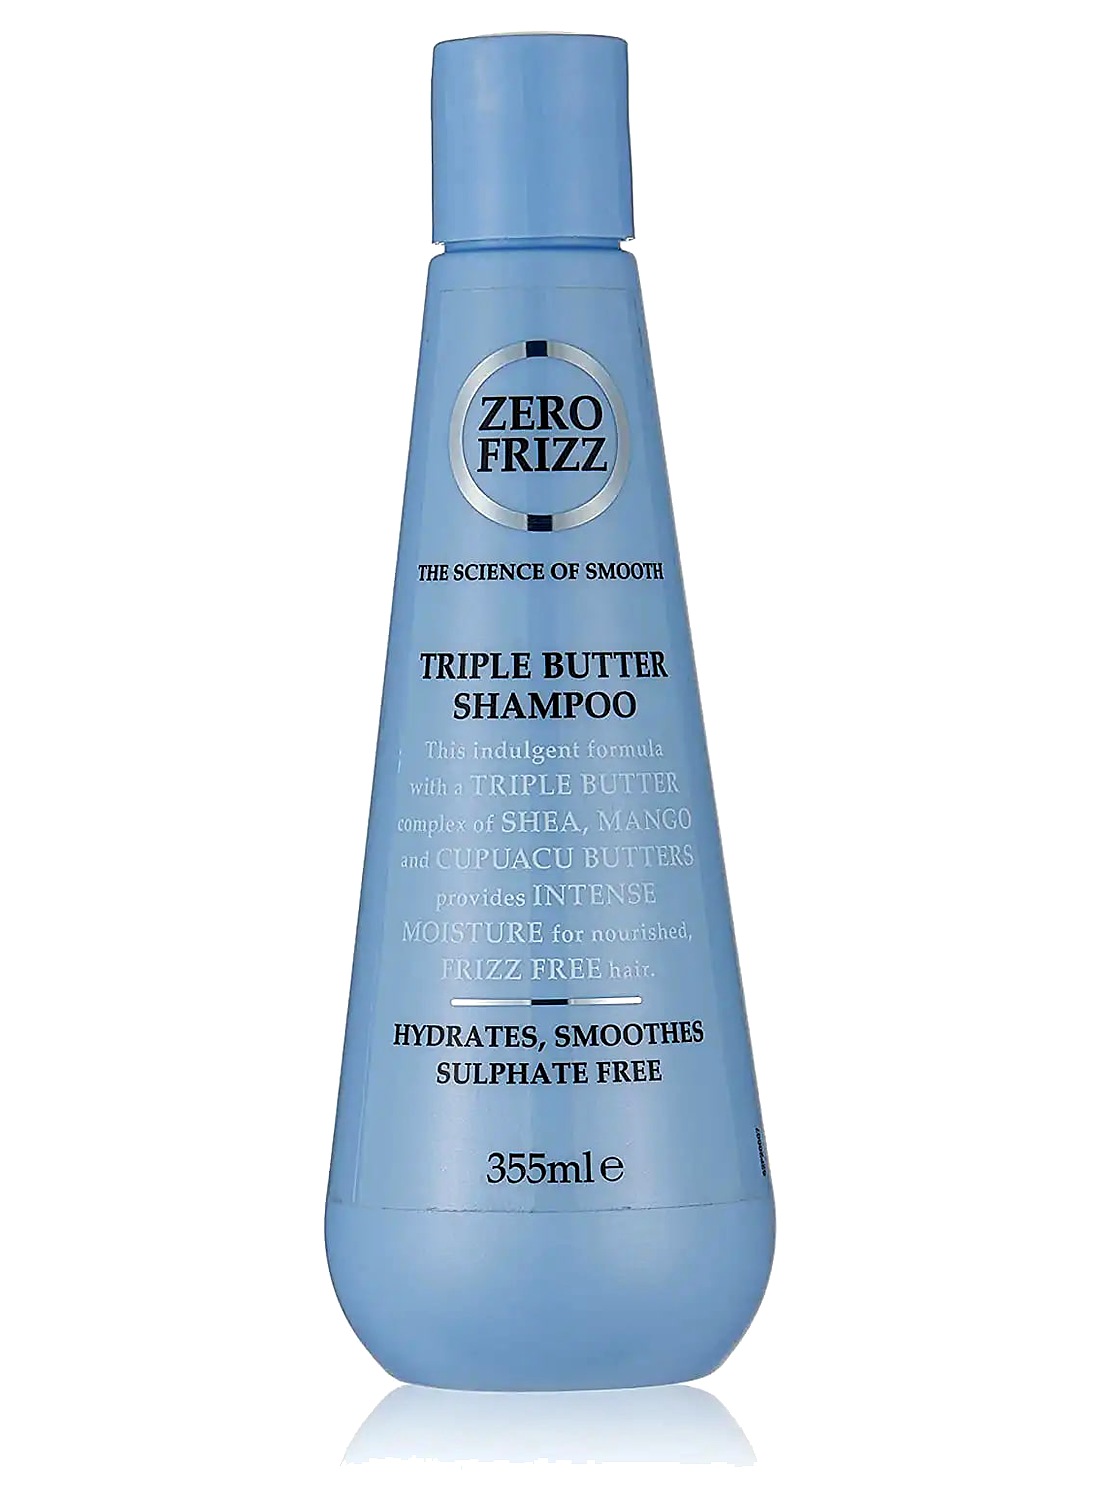 ZERO
FRIZZ
THE SCIENCE OF SMOOTH
TRIPLE BUTTER
SHAMPOO
This indulgent formula
with a TRIPLE BUTTER
complex of SHEA, MANGO
and CUPUACU BUTTERS
provides INTENSE
MOISTURE for nourished,
FRIZZ FREE hair.
HYDRATES, SMOOTHES
SULPHATE FREE
355ml℮